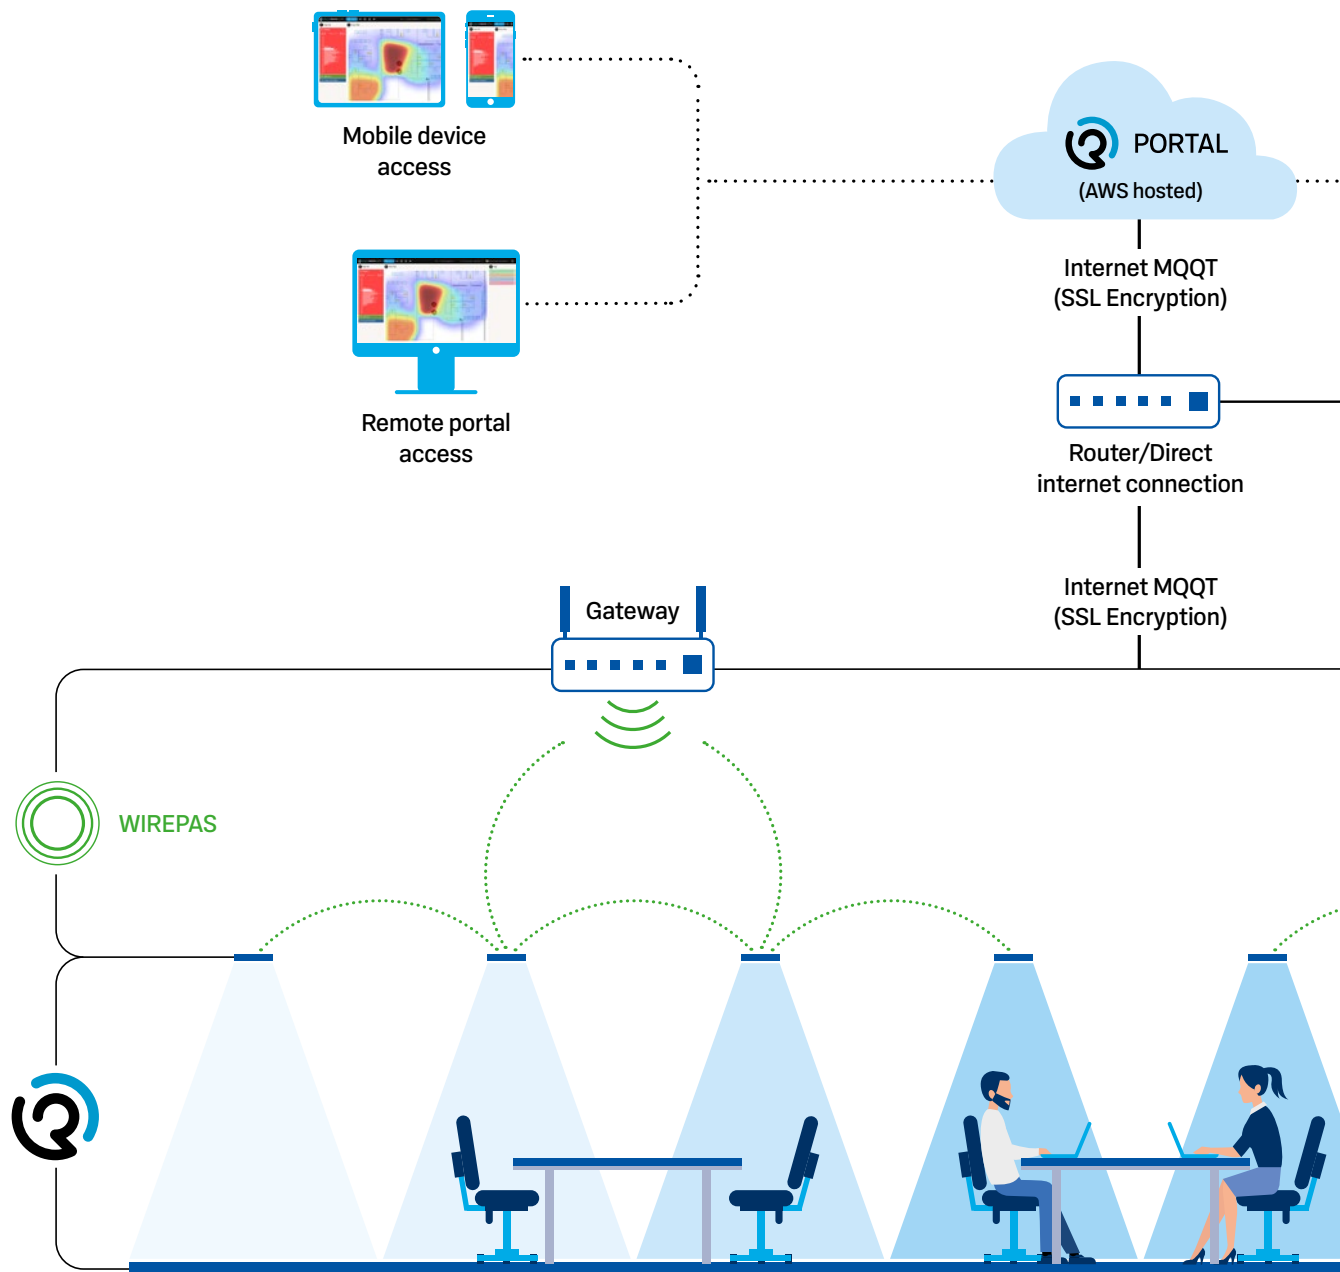 Mobile device
access
PORTAL
(AWS hosted)
Internet MQQT
(SSL Encryption)
Remote portal
access
Router/Direct
internet connection
Internet MQQT
(SSL Encryption)
Gateway
WIREPAS